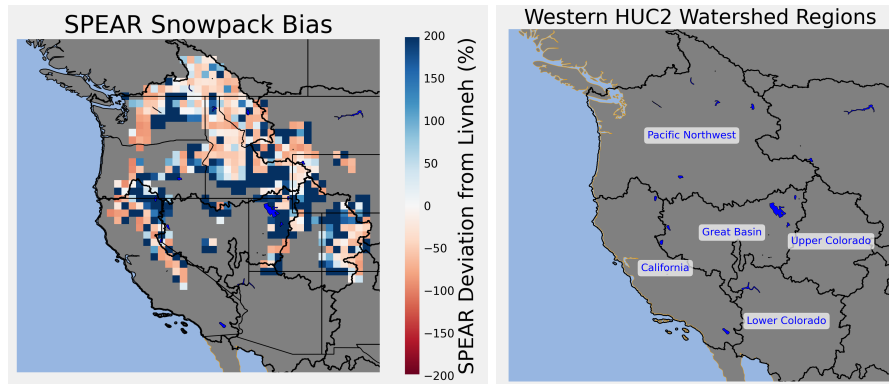 SPEAR Snowpack Bias
200
150
100
50
0
−50
−100
−150
−200
SPEAR Deviation from Livneh (%)
Western HUC2 Watershed Regions
Pacific Northwest
Great Basin
Upper Colorado
California
Lower Colorado